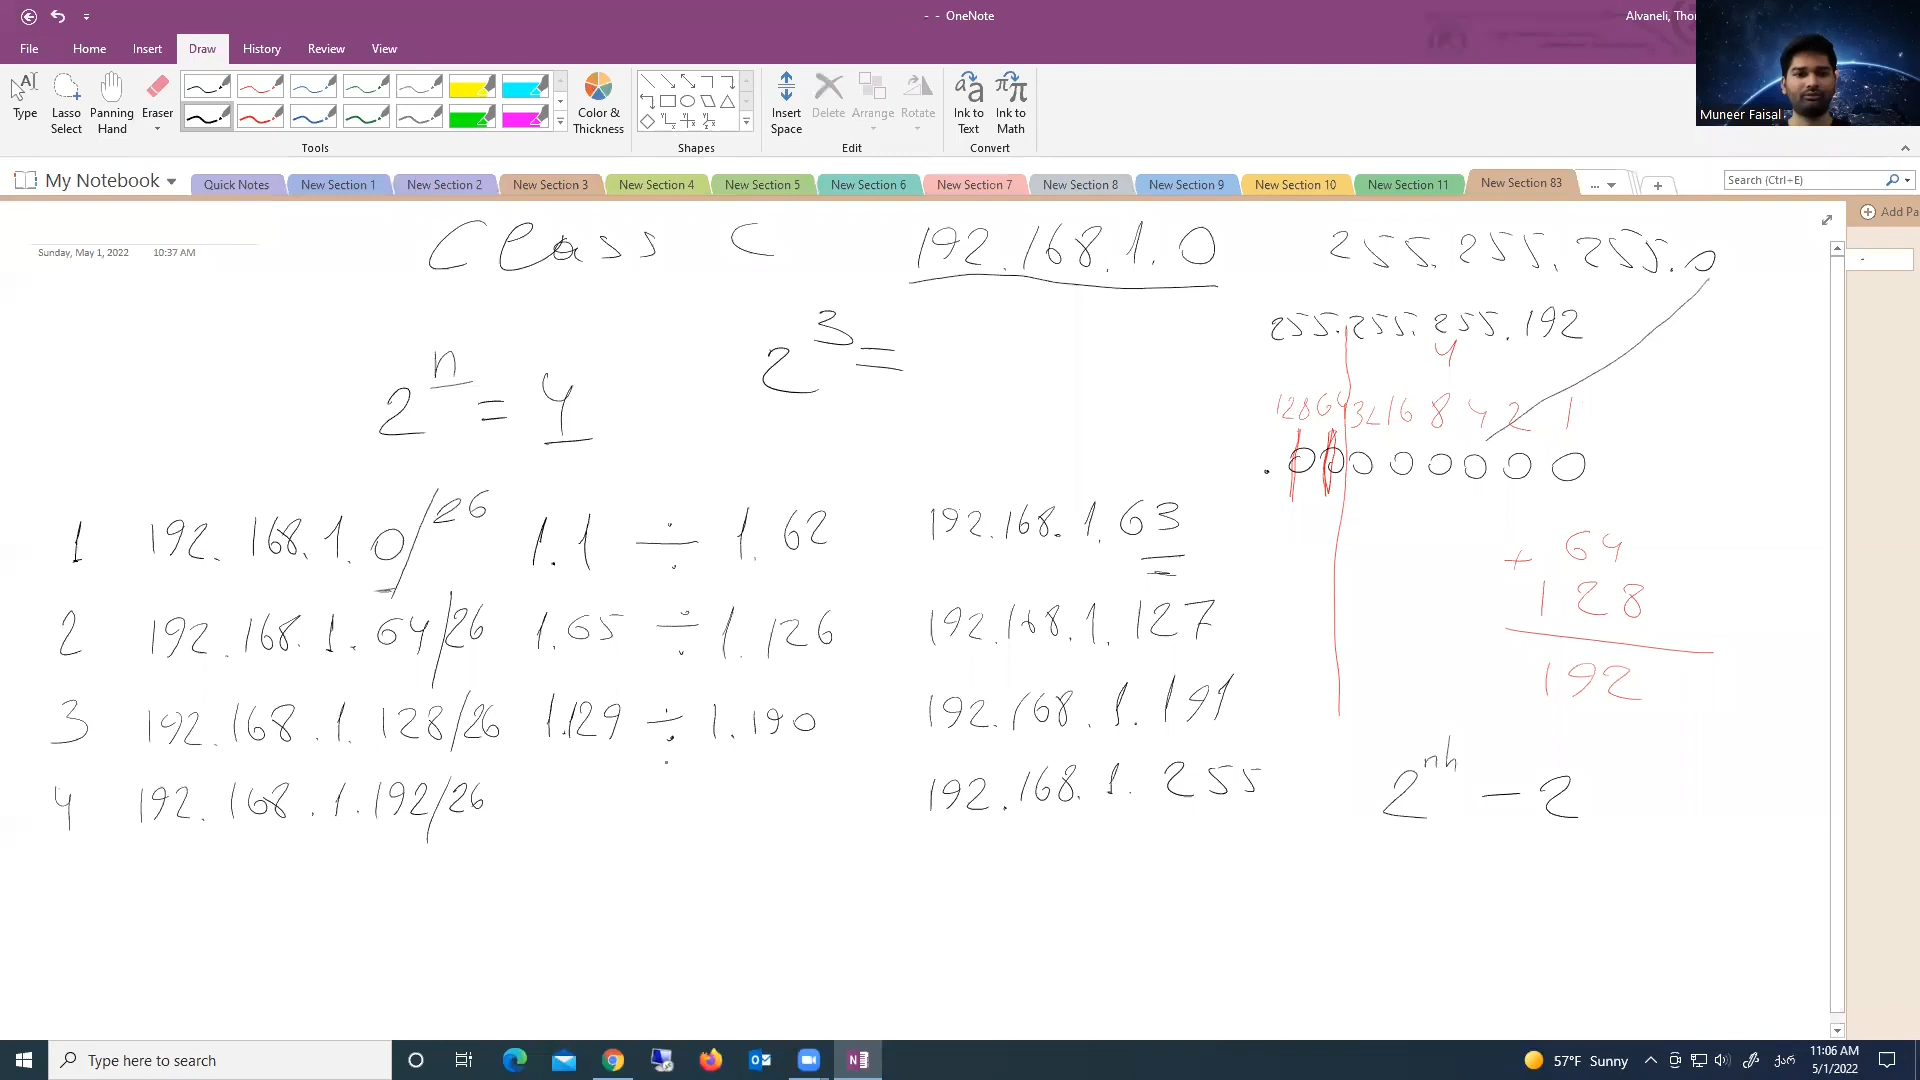 - - OneNote
Alvaneli, Tho
File Home Insert Draw History Review View
Type Lasso Select Panning Hand Eraser Color & Thickness Insert Space Delete Arrange Rotate Ink to Text Ink to Math
Tools Shapes Edit Convert
Muneer Faisal
My Notebook Quick Notes New Section 1 New Section 2 New Section 3 New Section 4 New Section 5 New Section 6 New Section 7 New Section 8 New Section 9 New Section 10 New Section 11 New Section 83 ... + Search (Ctrl+E)
Add Pa
Sunday, May 1, 2022 10:37 AM
Class C 192.168.1.0 255.255.255.0
255.255.255.192
4
2^n = 4 2^3 =
128 64 32 16 8 4 2 1
.00000000
1 192.168.1.0/26 1.1 ÷ 1.62 192.168.1.63
2 192.168.1.64/26 1.65 ÷ 1.126 192.168.1.127
3 192.168.1.128/26 1.129 ÷ 1.190 192.168.1.191
4 192.168.1.192/26 192.168.1.255
+ 64
128
192
2^nh - 2
Type here to search
57°F Sunny ქარ 11:06 AM
5/1/2022